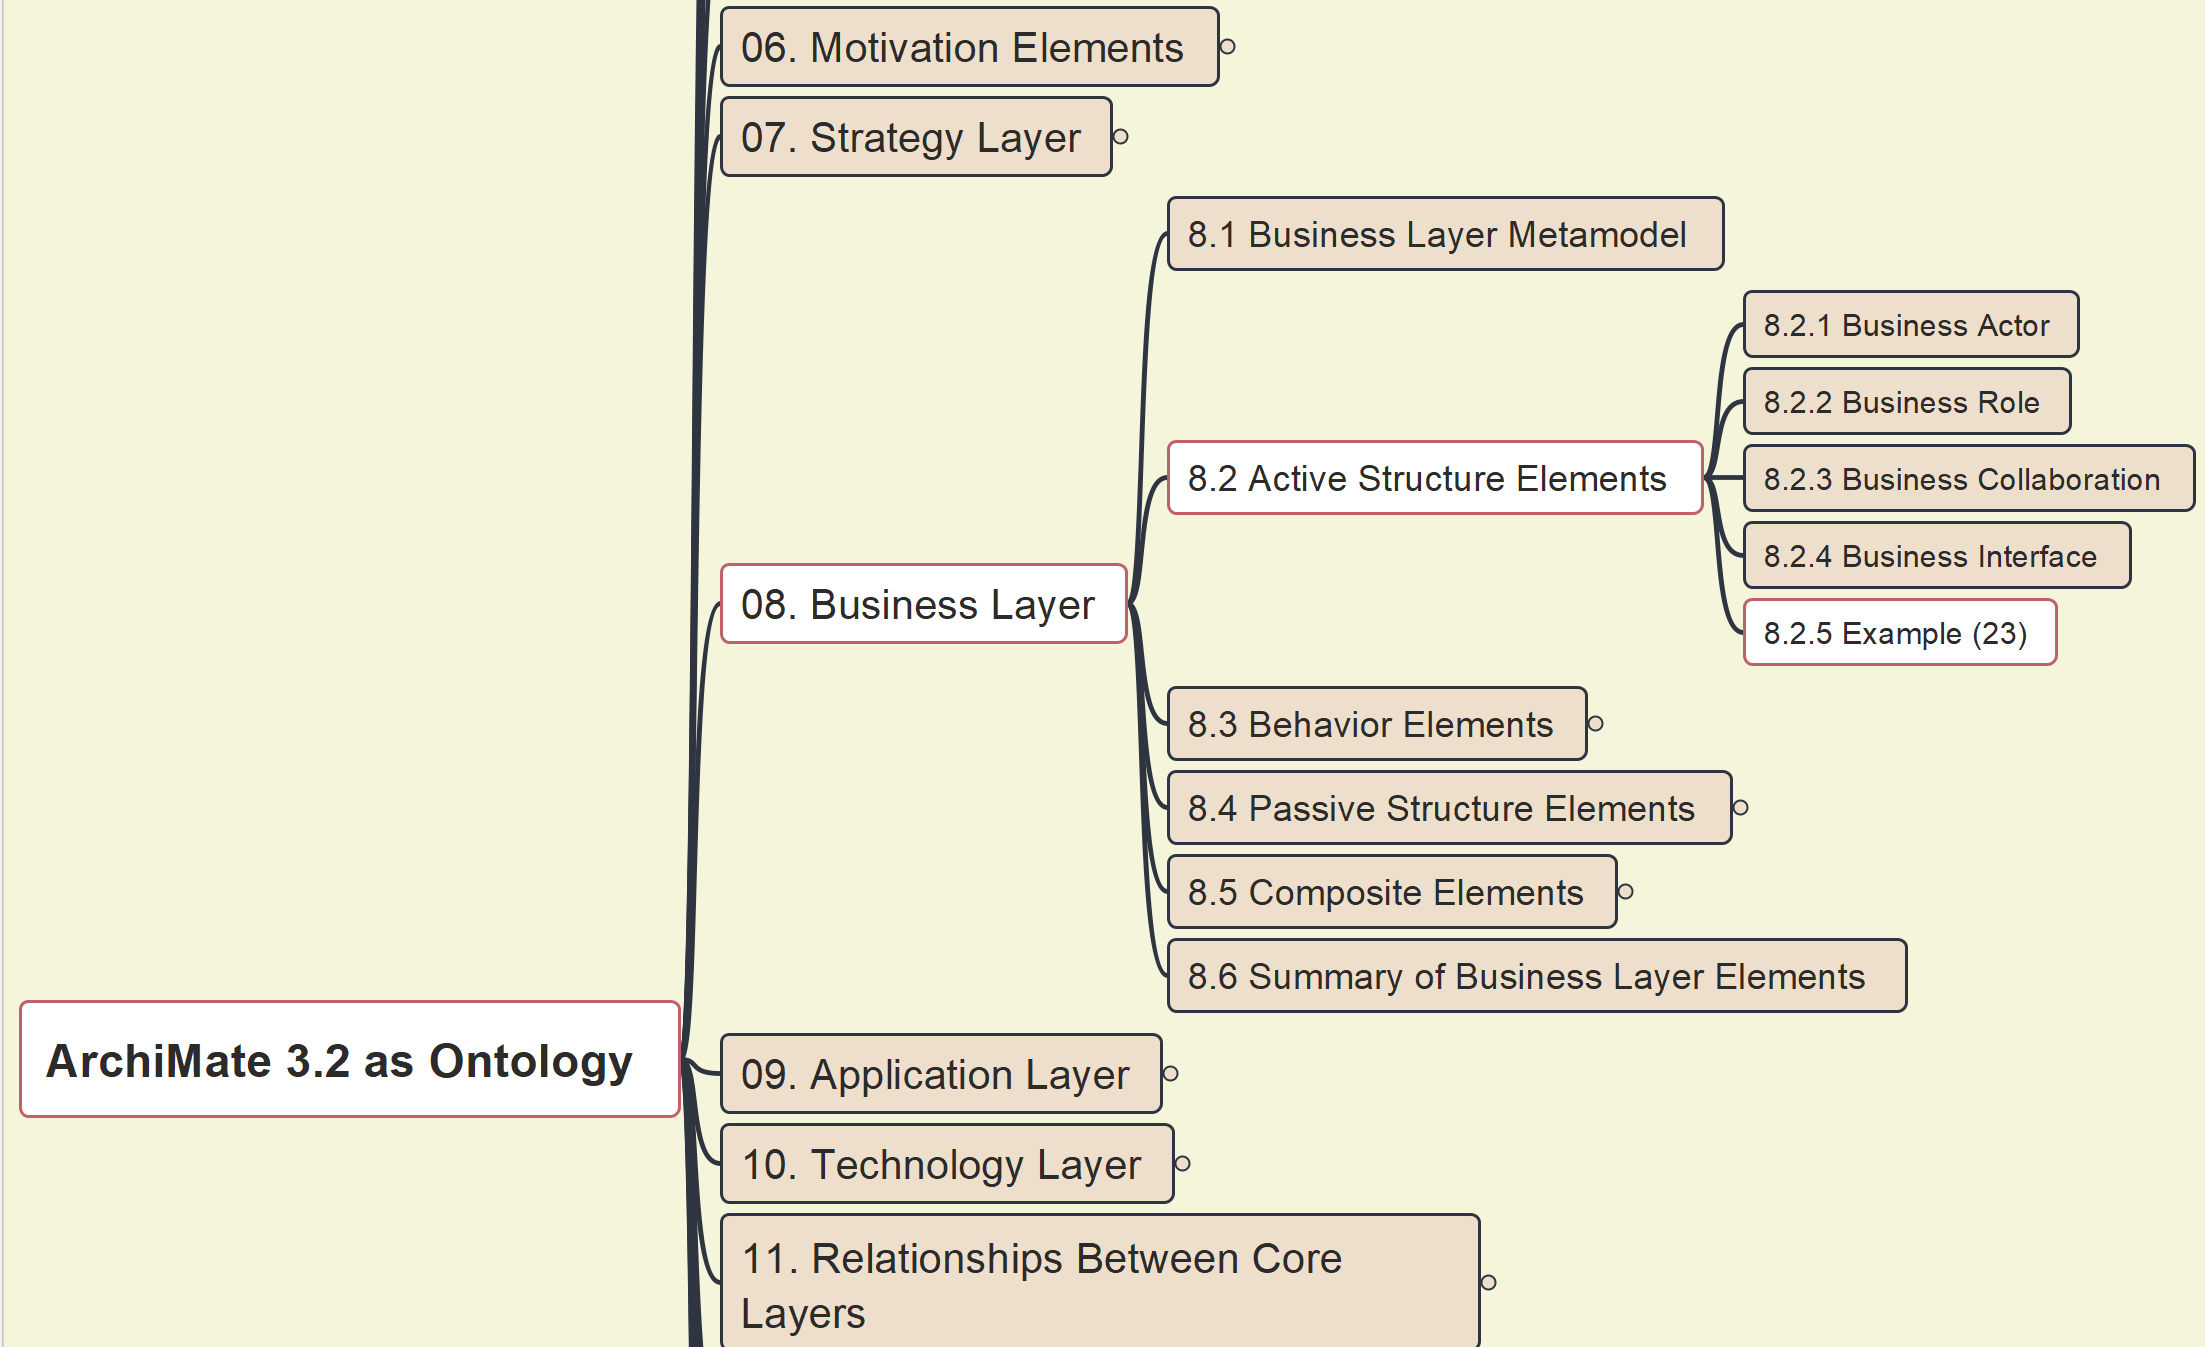 06. Motivation Elements
07. Strategy Layer
8.1 Business Layer Metamodel
8.2.1 Business Actor
8.2.2 Business Role
8.2 Active Structure Elements
8.2.3 Business Collaboration
8.2.4 Business Interface
08. Business Layer
8.2.5 Example (23)
8.3 Behavior Elements
8.4 Passive Structure Elements
8.5 Composite Elements
8.6 Summary of Business Layer Elements
ArchiMate 3.2 as Ontology
09. Application Layer
10. Technology Layer
11. Relationships Between Core
Layers